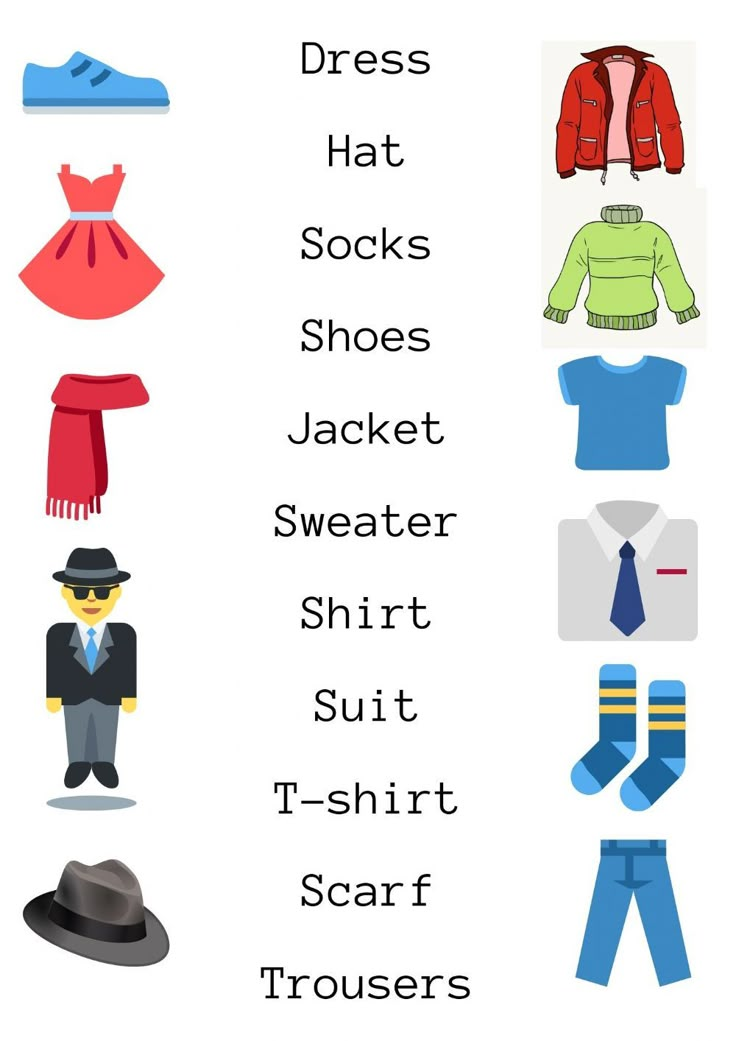 Dress
Hat
Socks
Shoes
Jacket
Sweater
Shirt
Suit
T-shirt
Scarf
Trousers